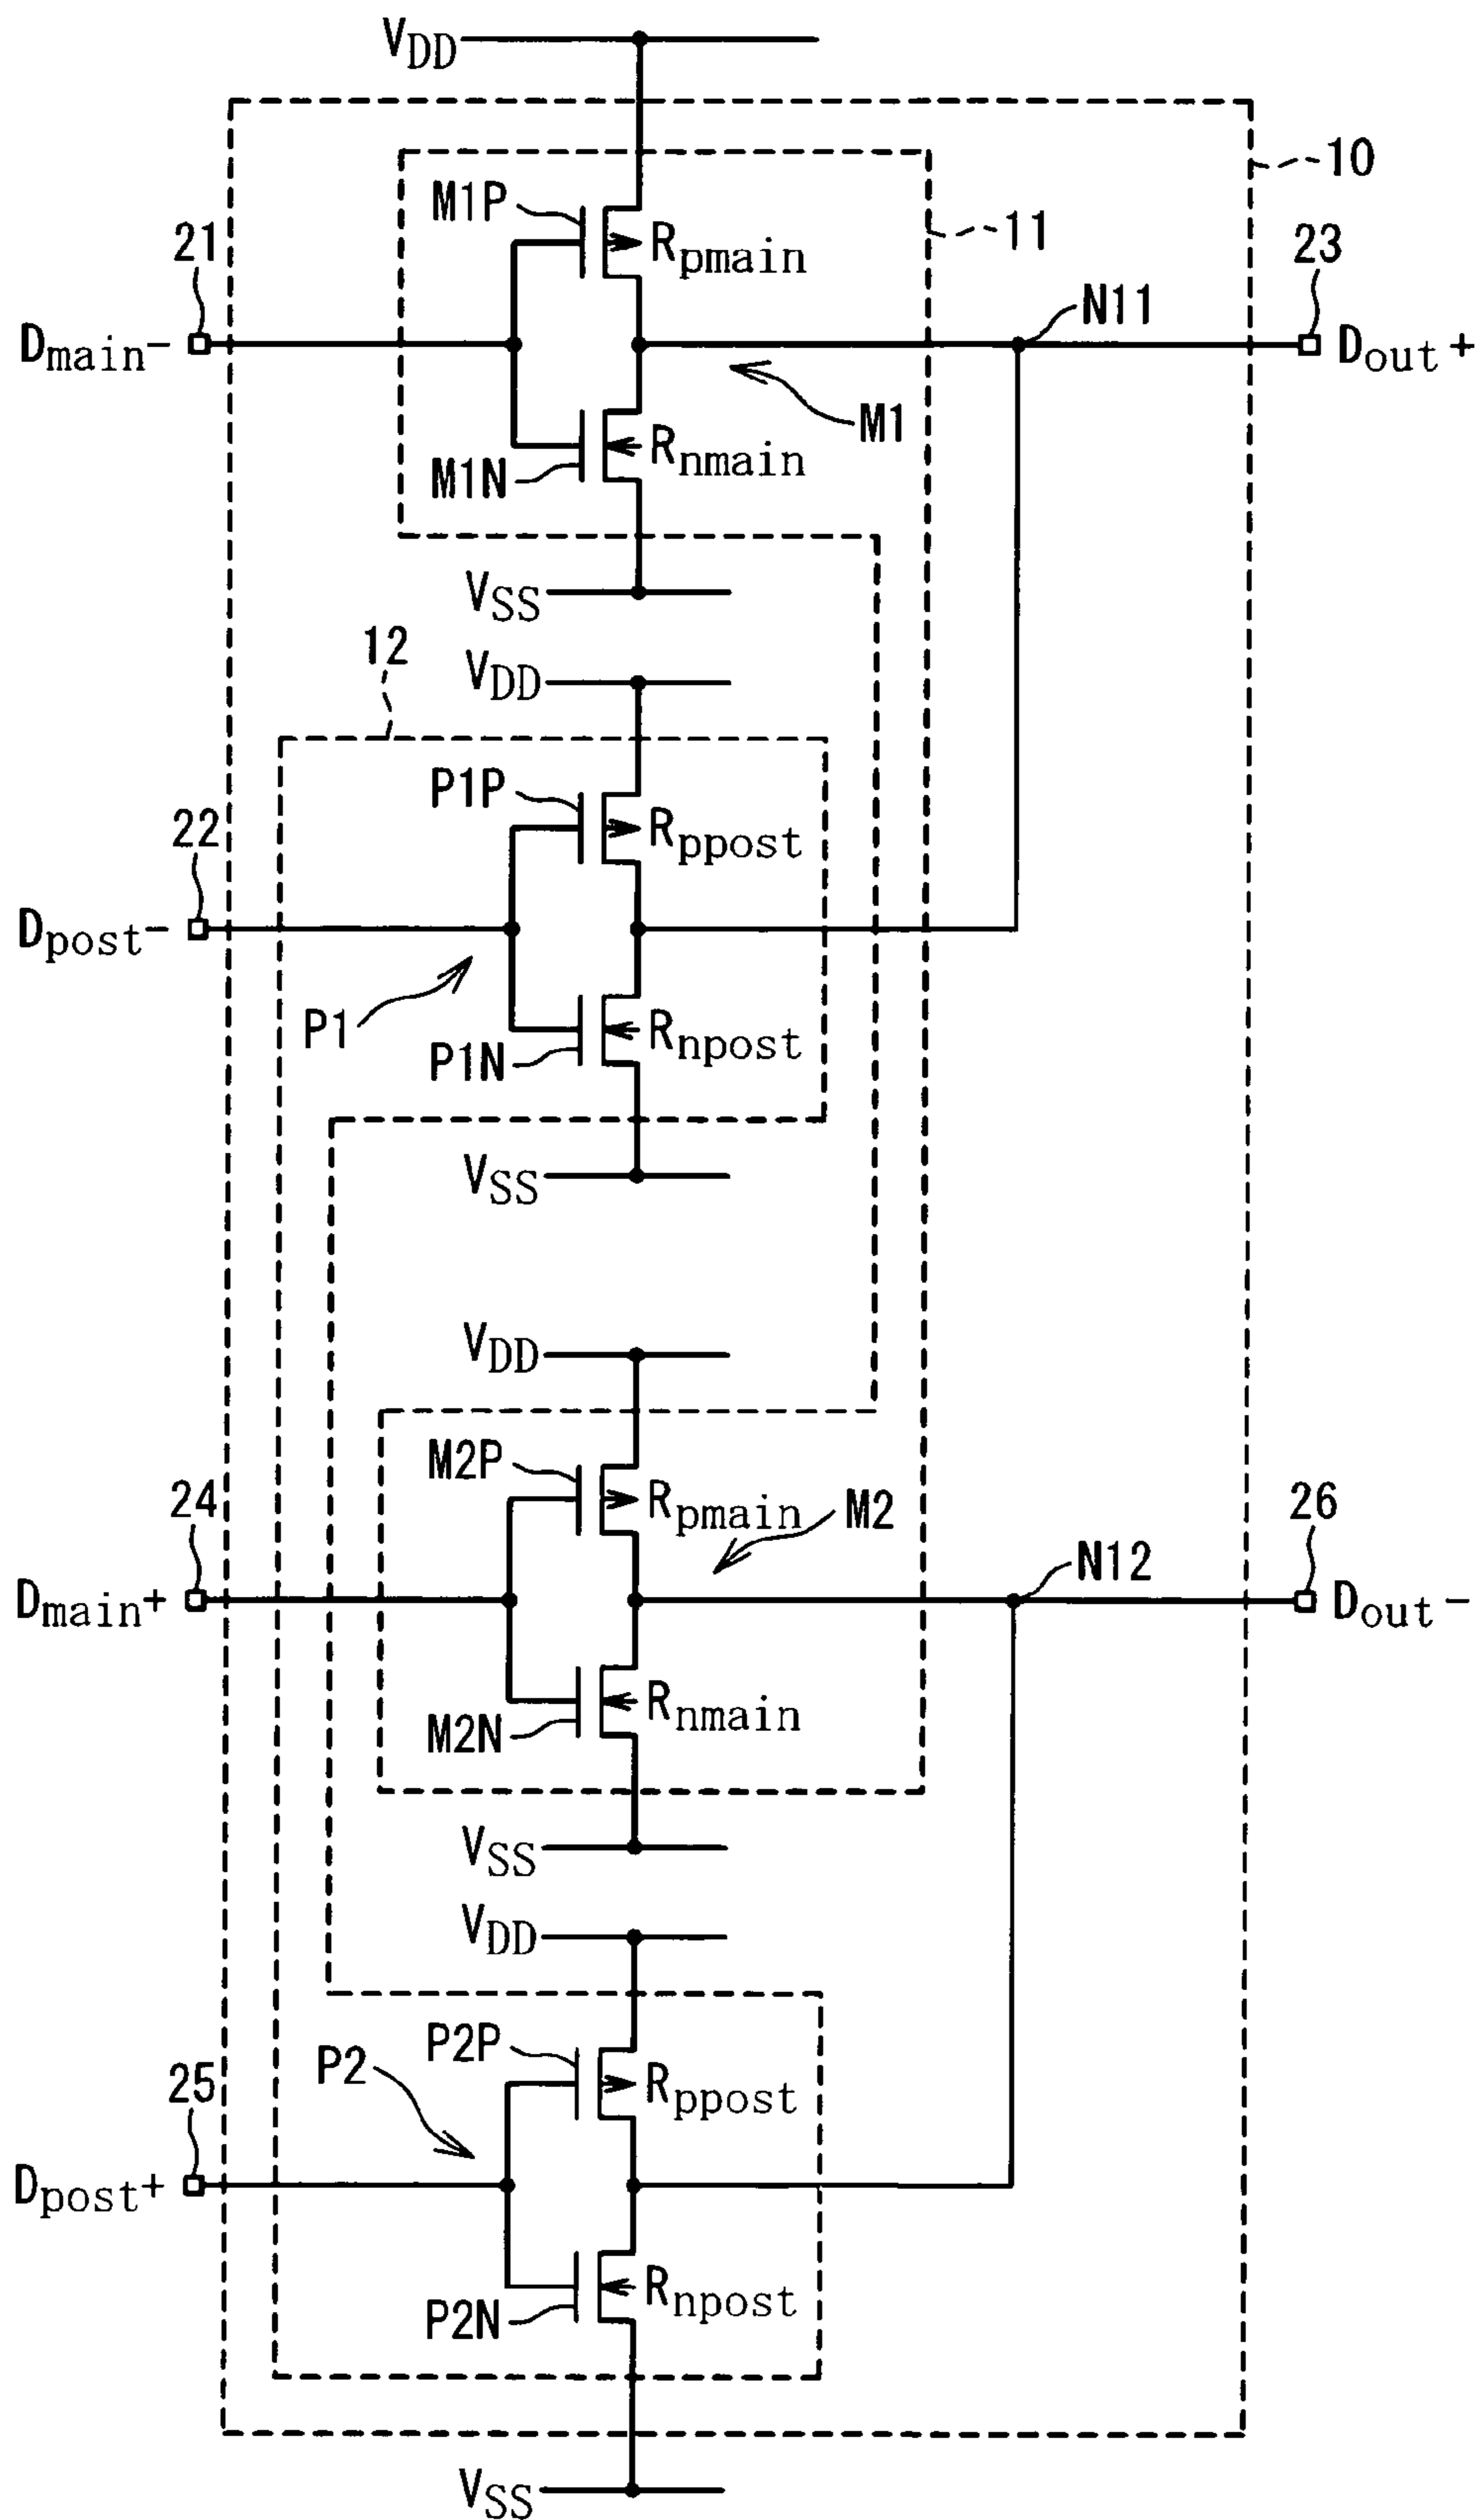 VDD
10
M1P
Rpmain
11
21
23
N11
Dmain-
Dout+
M1
Rnmain
M1N
VSS
12
VDD
P1P
Rppost
22
Dpost-
P1
Rnpost
P1N
VSS
VDD
M2P
Rpmain
M2
24
26
N12
Dmain+
Dout-
Rnmain
M2N
VSS
VDD
P2P
P2
Rppost
25
Dpost+
Rnpost
P2N
VSS